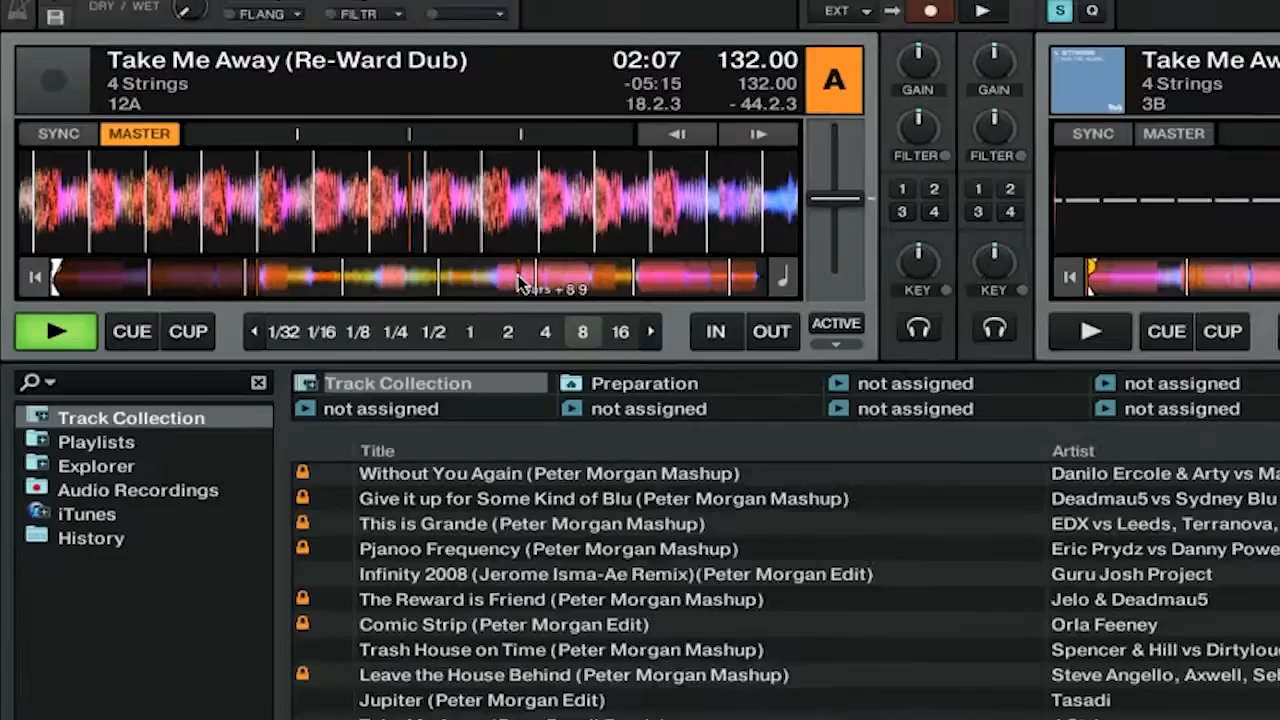 DRY / WET
FLANG
FILTR
EXT
S Q
Take Me Away (Re-Ward Dub) 02:07 132.00
4 Strings -05:15 132.00
12A 18.2.3 - 44.2.3
A
GAIN GAIN
FILTER FILTER
1 2 1 2
3 4 3 4
KEY KEY
Take Me Aw
4 Strings
3B
SYNC MASTER
SYNC MASTER
CUE CUP 1/32 1/16 1/8 1/4 1/2 1 2 4 8 16 IN OUT ACTIVE
CUE CUP
Track Collection Preparation not assigned not assigned
not assigned not assigned not assigned not assigned
Track Collection
Playlists
Explorer
Audio Recordings
iTunes
History
Title Artist
Without You Again (Peter Morgan Mashup) Danilo Ercole & Arty vs Ma
Give it up for Some Kind of Blu (Peter Morgan Mashup) Deadmau5 vs Sydney Blu
This is Grande (Peter Morgan Mashup) EDX vs Leeds, Terranova,
Pjanoo Frequency (Peter Morgan Mashup) Eric Prydz vs Danny Powe
Infinity 2008 (Jerome Isma-Ae Remix)(Peter Morgan Edit) Guru Josh Project
The Reward is Friend (Peter Morgan Mashup) Jelo & Deadmau5
Comic Strip (Peter Morgan Edit) Orla Feeney
Trash House on Time (Peter Morgan Mashup) Spencer & Hill vs Dirtylou
Leave the House Behind (Peter Morgan Mashup) Steve Angello, Axwell, Se
Jupiter (Peter Morgan Edit) Tasadi